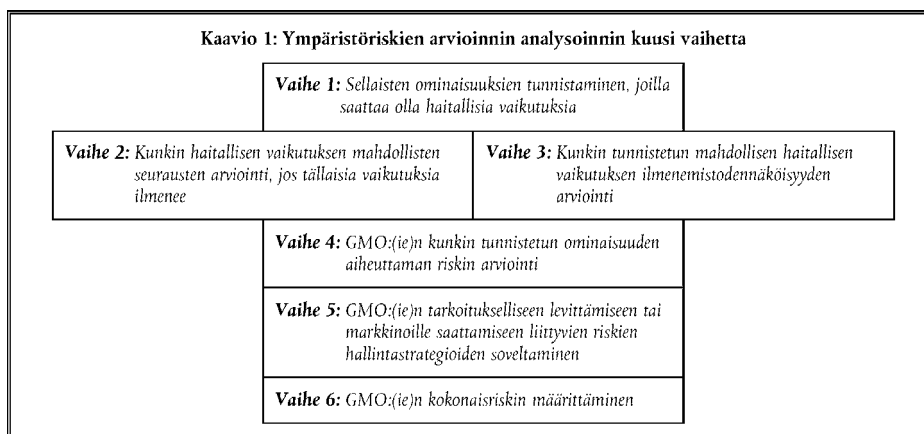 Kaavio 1: Ympäristöriskien arvioinnin analysoinnin kuusi vaihetta
Vaihe 1: Sellaisten ominaisuuksien tunnistaminen, joilla
saattaa olla haitallisia vaikutuksia
Vaihe 2: Kunkin haitallisen vaikutuksen mahdollisten
seurausten arviointi, jos tällaisia vaikutuksia
ilmenee
Vaihe 3: Kunkin tunnistetun mahdollisen haitallisen
vaikutuksen ilmenemistodennäköisyyden
arviointi
Vaihe 4: GMO:(ie)n kunkin tunnistetun ominaisuuden
aiheuttaman riskin arviointi
Vaihe 5: GMO:(ie)n tarkoitukselliseen levittämiseen tai
markkinoille saattamiseen liittyvien riskien
hallintastrategioiden soveltaminen
Vaihe 6: GMO:(ie)n kokonaisriskin määrittäminen